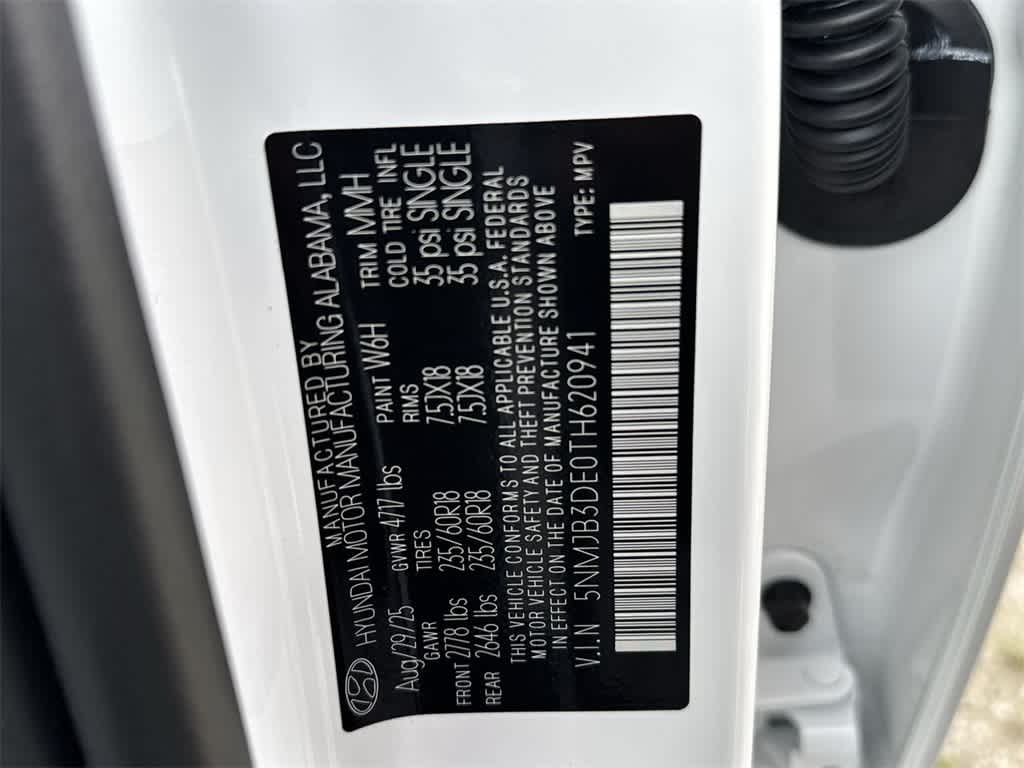 MANUFACTURED BY
HYUNDAI MOTOR MANUFACTURING ALABAMA, LLC
Aug/29/25 GVWR 4717 lbs PAINT W6H TRIM MMH
GAWR TIRES RIMS COLD TIRE INFL
FRONT 2778 lbs 235/60R18 7.5JX18 35 psi SINGLE
REAR 2646 lbs 235/60R18 7.5JX18 35 psi SINGLE
THIS VEHICLE CONFORMS TO ALL APPLICABLE U.S.A. FEDERAL
MOTOR VEHICLE SAFETY AND THEFT PREVENTION STANDARDS
IN EFFECT ON THE DATE OF MANUFACTURE SHOWN ABOVE
V.I.N 5NMJB3DE0TH620941 TYPE: MPV